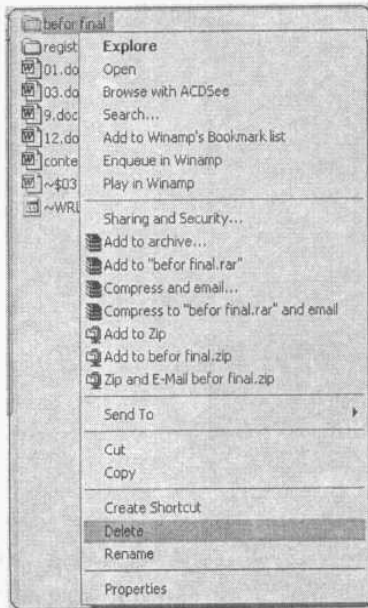 befor final
regist
01.do
03.do
9.doc
12.do
conte
~$03
~WRL
Explore
Open
Browse with ACDSee
Search...
Add to Winamp's Bookmark list
Enqueue in Winamp
Play in Winamp
Sharing and Security...
Add to archive...
Add to "befor final.rar"
Compress and email...
Compress to "befor final.rar" and email
Add to Zip
Add to befor final.zip
Zip and E-Mail befor final.zip
Send To
Cut
Copy
Create Shortcut
Delete
Rename
Properties